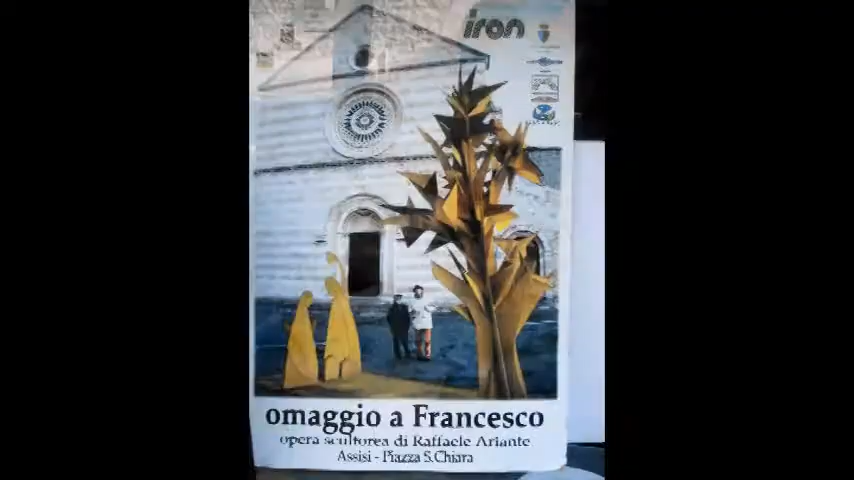 iron
omaggio a Francesco
opera scultorea di Raffaele Ariante
Assisi - Piazza S.Chiara